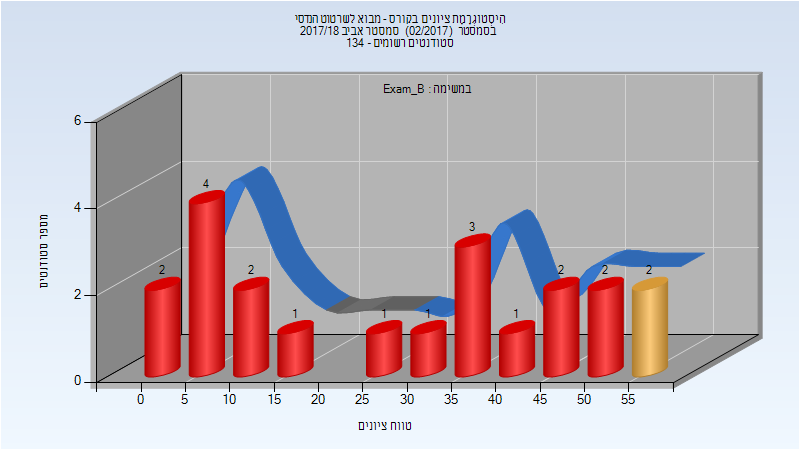 היסטוגרמת ציונים בקורס - מבוא לשרטוט הנדסי
בסמסטר (02/2017) סמסטר אביב 2017/18
סטודנטים רשומים - 134
במשימה : Exam_B
מספר סטודנטים
6
4
2
0
2
4
2
1
1
1
3
1
2
2
2
0 5 10 15 20 25 30 35 40 45 50 55
טווח ציונים